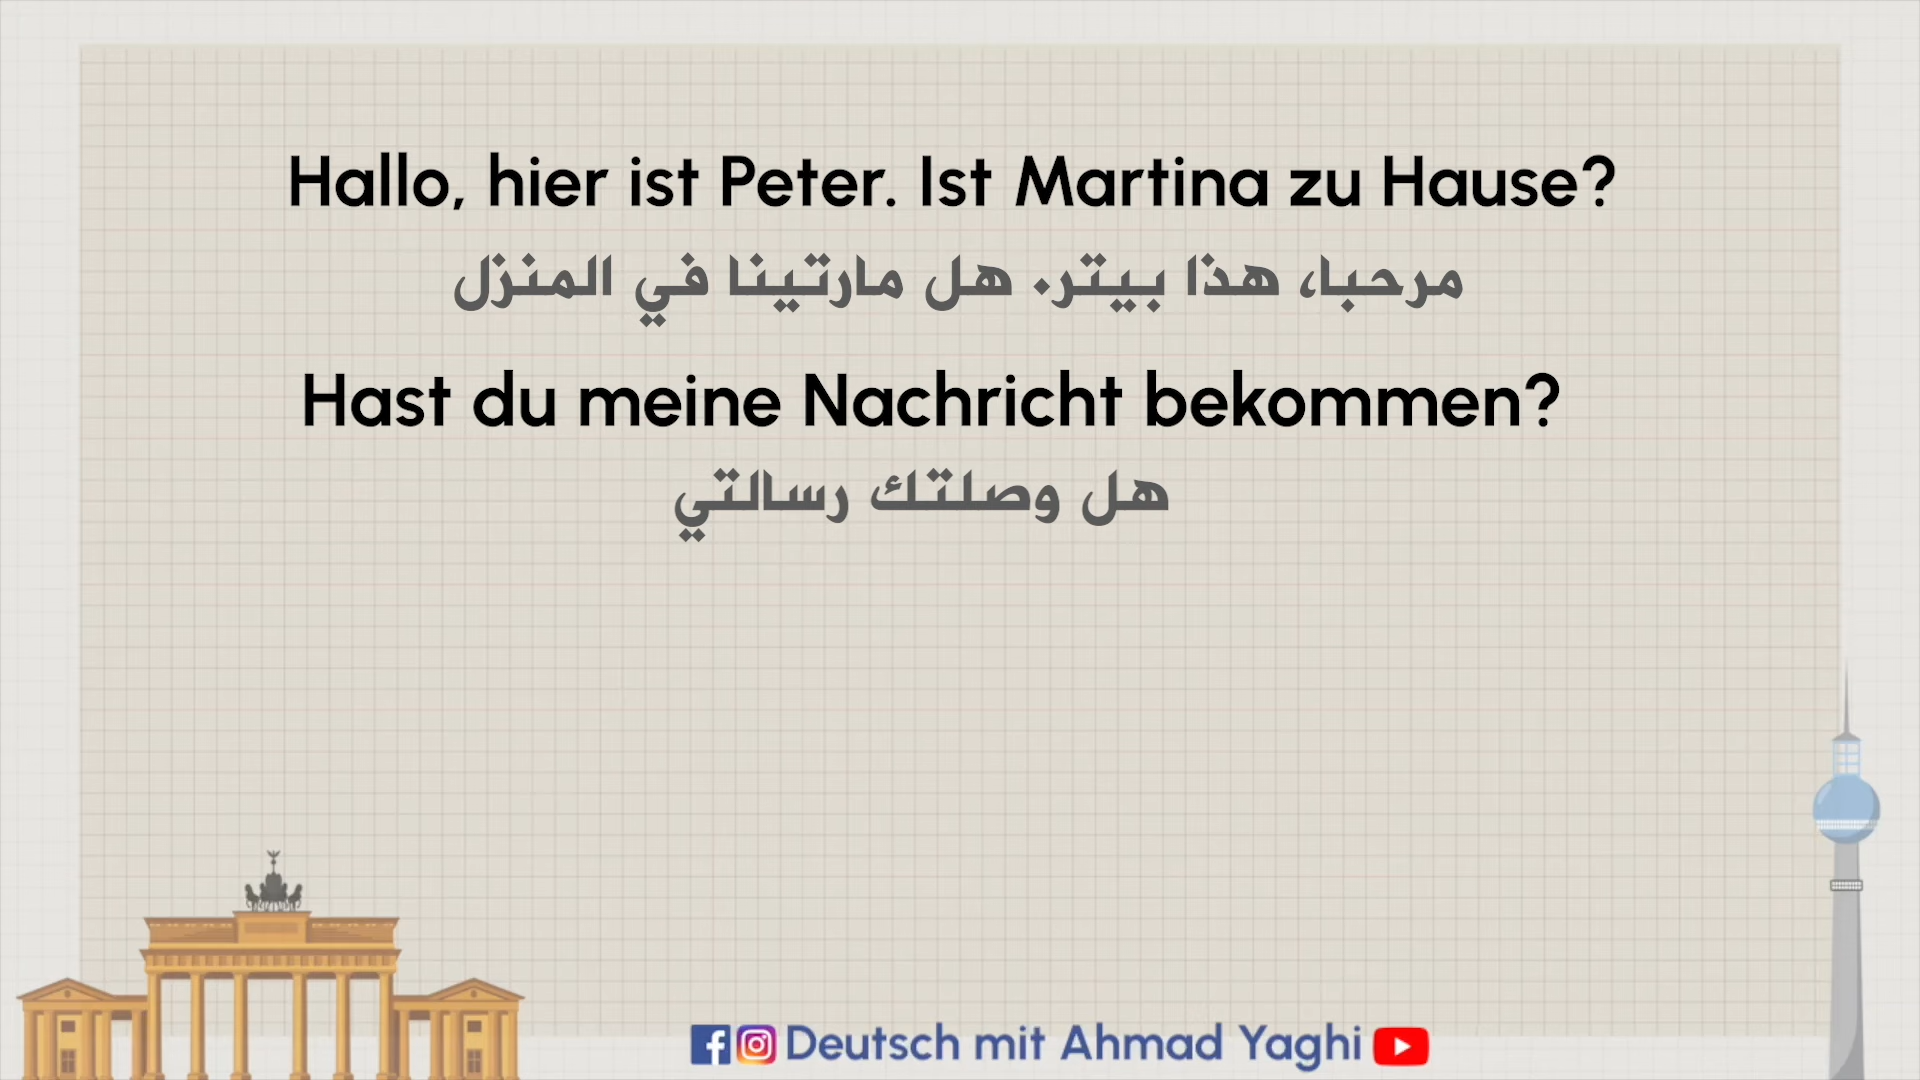 Hallo, hier ist Peter. Ist Martina zu Hause?
مرحبا، هذا بيتر. هل مارتينا في المنزل
Hast du meine Nachricht bekommen?
هل وصلتك رسالتي
Deutsch mit Ahmad Yaghi